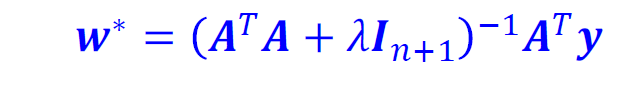 w* = (AᵀA + λIₙ₊₁)⁻¹Aᵀy